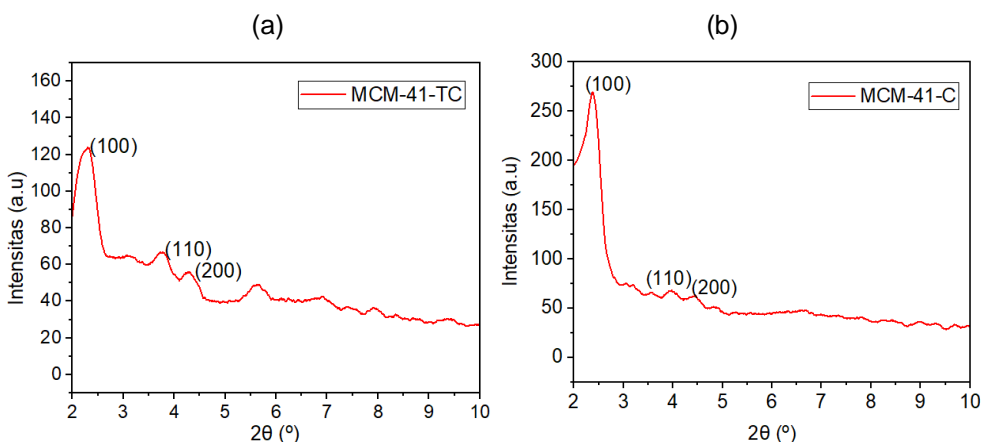 (a)
MCM-41-TC
(100)
(110)
(200)
Intensitas (a.u)
160
140
120
100
80
60
40
20
0
2 3 4 5 6 7 8 9 10
2θ (º)
(b)
MCM-41-C
(100)
(110)
(200)
Intensitas (a.u)
300
250
200
150
100
50
0
2 3 4 5 6 7 8 9 10
2θ (º)